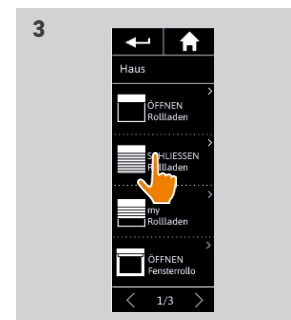 3
Haus
ÖFFNEN
Rollladen
SCHLIESSEN
Rollladen
my
Rollladen
ÖFFNEN
Fensterrollo
1/3